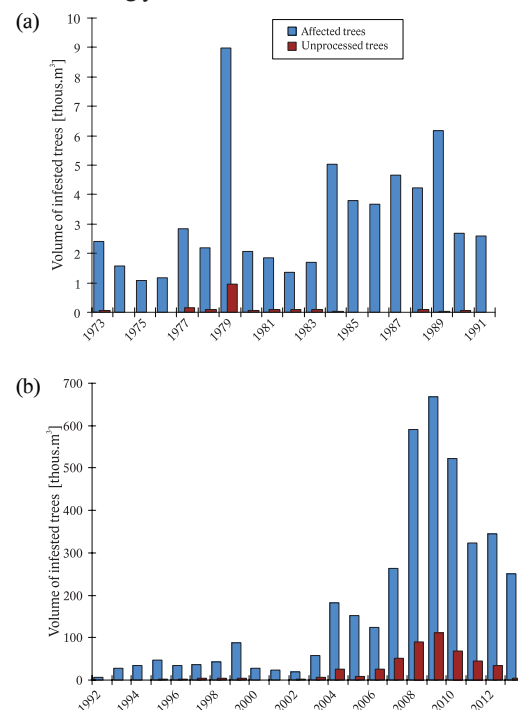 (a)
Affected trees
Unprocessed trees
Volume of infested trees [thous.m³]
10
9
8
7
6
5
4
3
2
1
0
1973 1975 1977 1979 1981 1983 1985 1987 1989 1991
(b)
Volume of infested trees [thous.m³]
700
600
500
400
300
200
100
0
1992 1994 1996 1998 2000 2002 2004 2006 2008 2010 2012